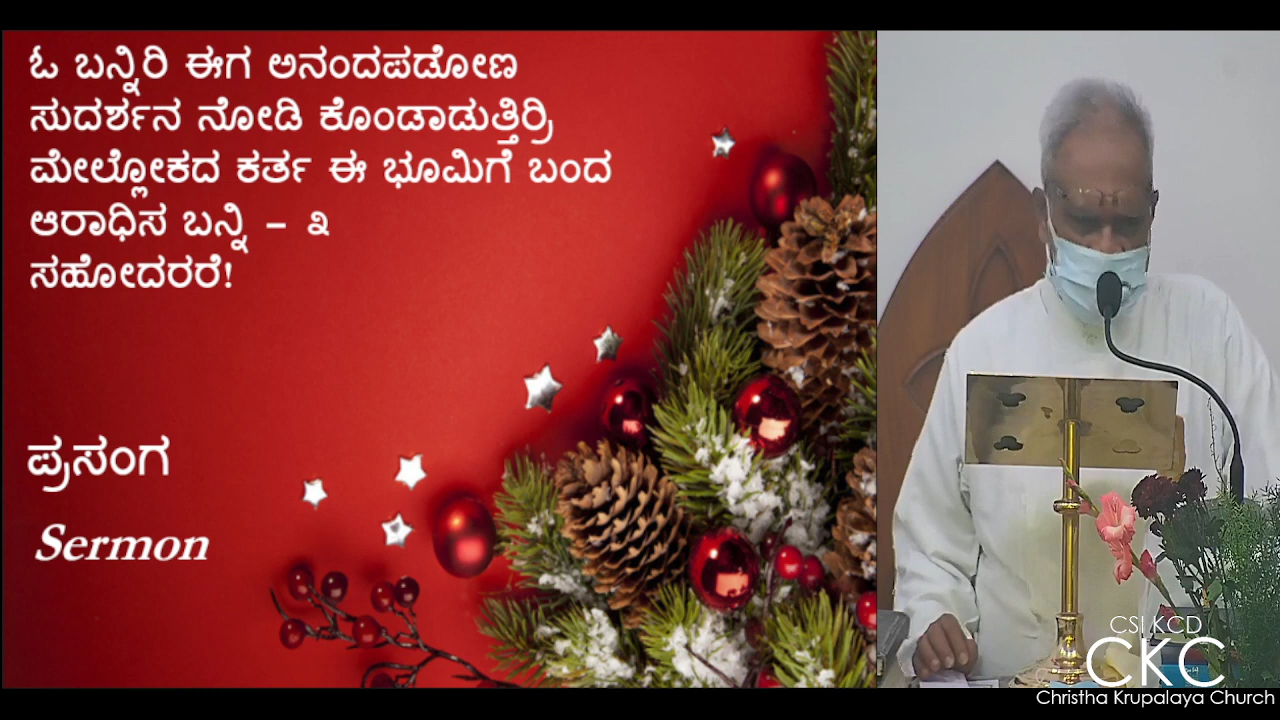 ಓ ಬನ್ನಿರಿ ಈಗ ಅನಂದಪಡೋಣ
ಸುದರ್ಶನ ನೋಡಿ ಕೊಂಡಾಡುತ್ತಿರ್ರಿ
ಮೇಲ್ಲೋಕದ ಕರ್ತ ಈ ಭೂಮಿಗೆ ಬಂದ
ಆರಾಧಿಸ ಬನ್ನಿ – ೩
ಸಹೋದರರೆ!
ಪ್ರಸಂಗ
Sermon
CSI KCD
CKC
Christha Krupalaya Church